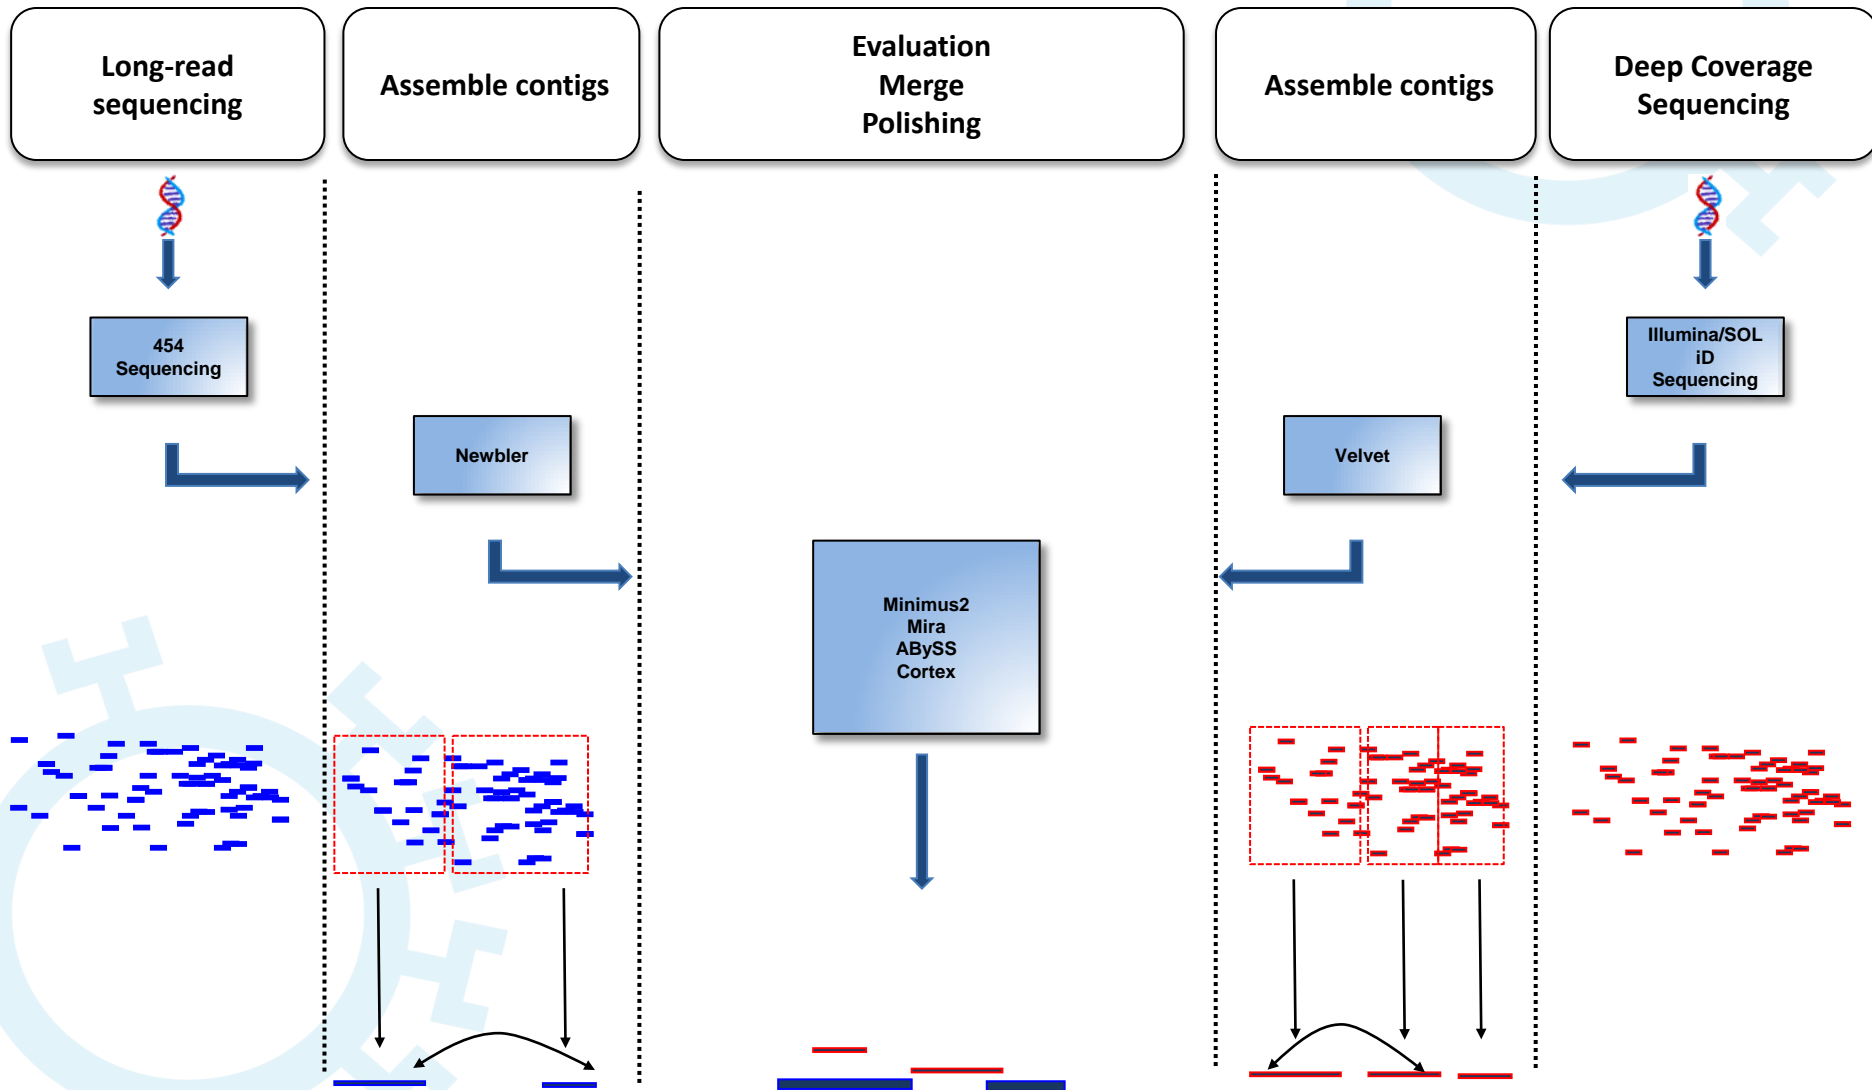 Long-read
sequencing
Assemble contigs
Evaluation
Merge
Polishing
Assemble contigs
Deep Coverage
Sequencing
454
Sequencing
Illumina/SOL
iD
Sequencing
Newbler
Velvet
Minimus2
Mira
ABySS
Cortex